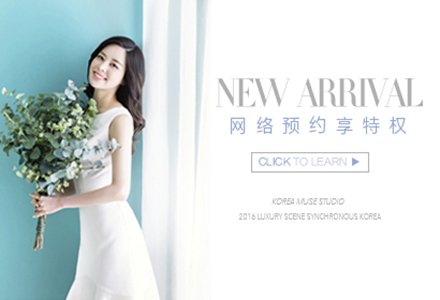 NEW ARRIVAL
网络预约享特权
CLICK TO LEARN ▶
KOREA MUSE STUDIO
2016 LUXURY SCENE SYNCHRONOUS KOREA